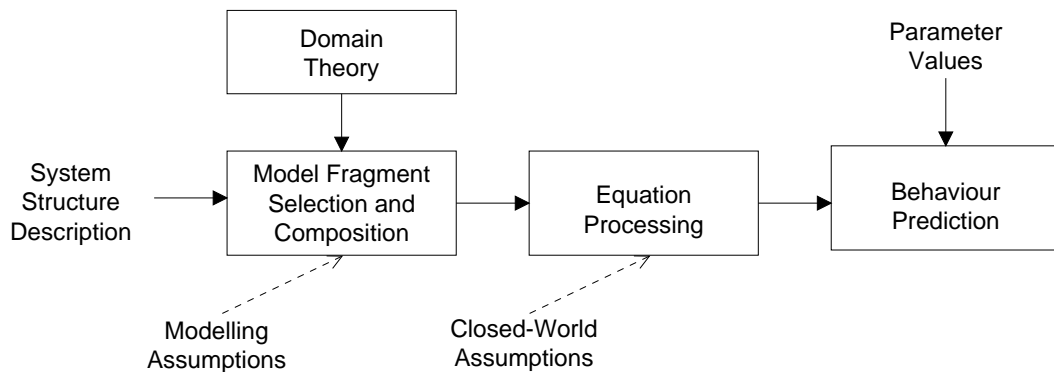 Domain
Theory
Parameter
Values
System
Structure
Description
Model Fragment
Selection and
Composition
Equation
Processing
Behaviour
Prediction
Modelling
Assumptions
Closed-World
Assumptions